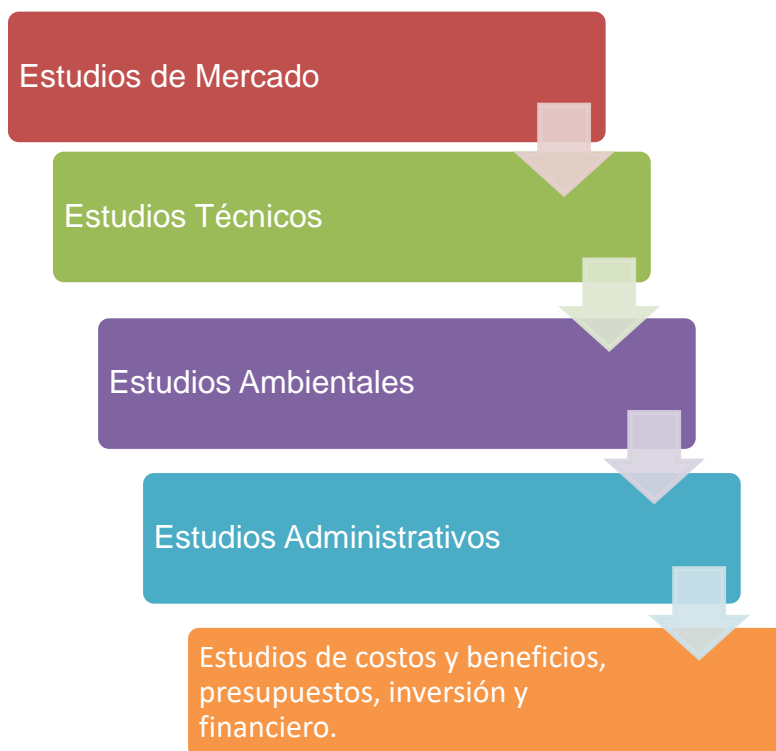 Estudios de Mercado
Estudios Técnicos
Estudios Ambientales
Estudios Administrativos
Estudios de costos y beneficios,
presupuestos, inversión y
financiero.